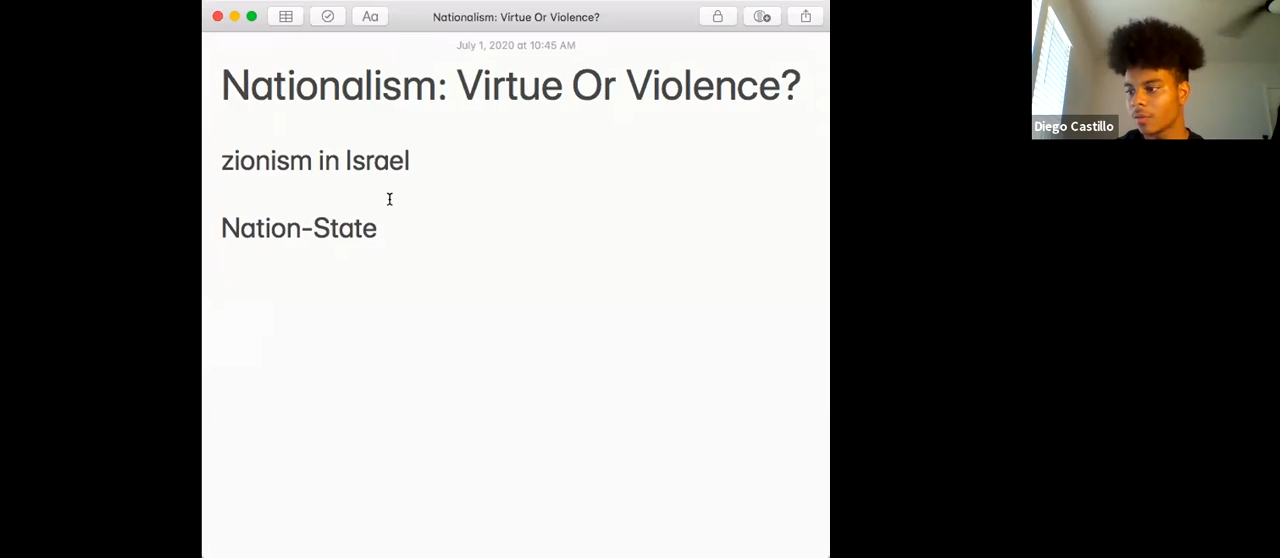 Nationalism: Virtue Or Violence?
Aa
July 1, 2020 at 10:45 AM
Nationalism: Virtue Or Violence?
zionism in Israel
Nation-State
Diego Castillo